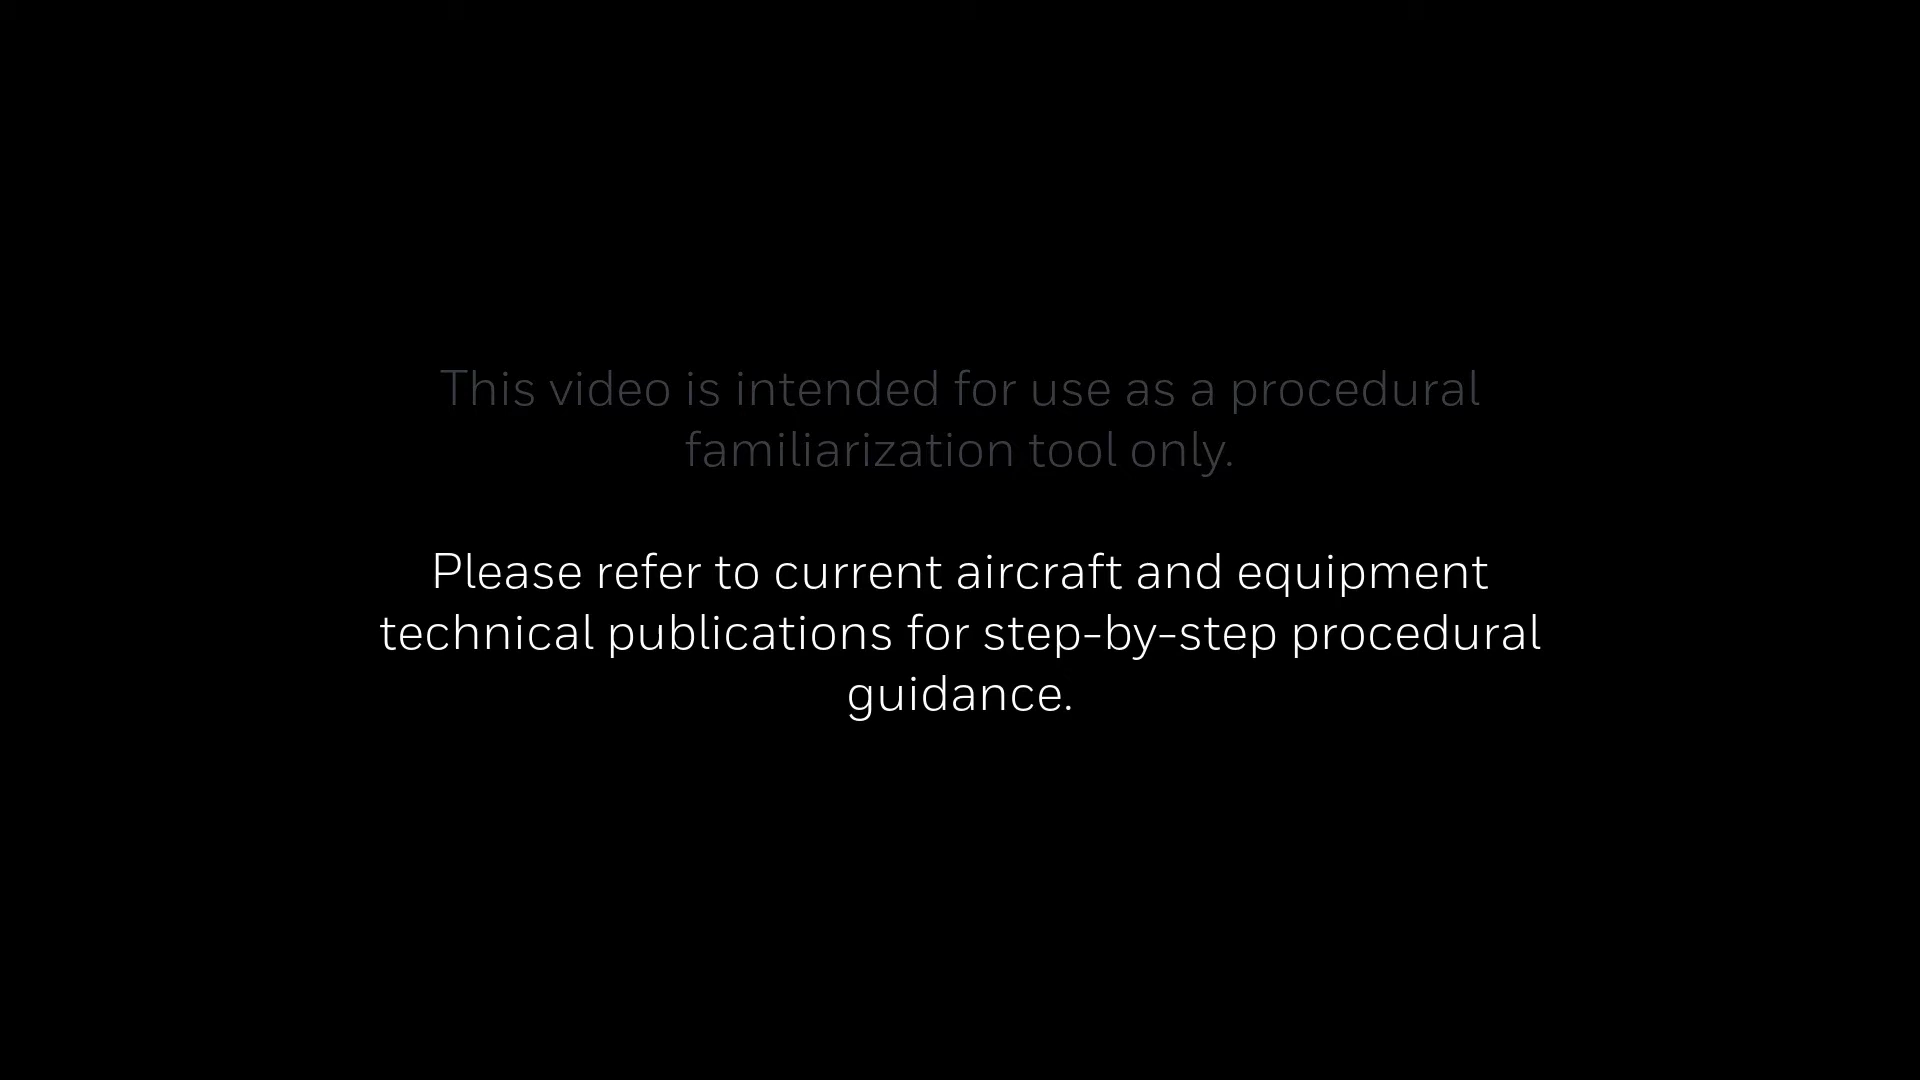 This video is intended for use as a procedural
familiarization tool only.
Please refer to current aircraft and equipment
technical publications for step-by-step procedural
guidance.